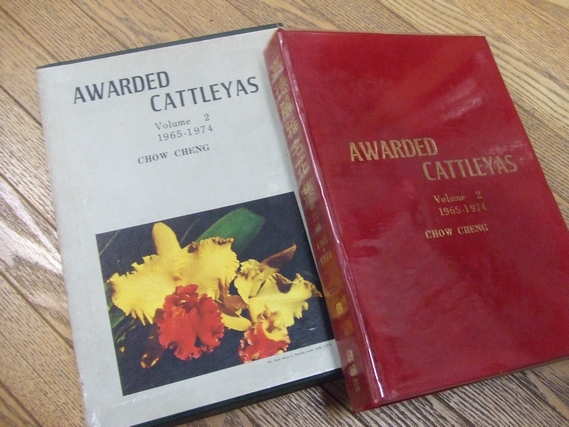 AWARDED
CATTLEYAS
Volume 2
1965-1974
CHOW CHENG
AWARDED
CATTLEYAS
Volume 2
1965-1974
CHOW CHENG